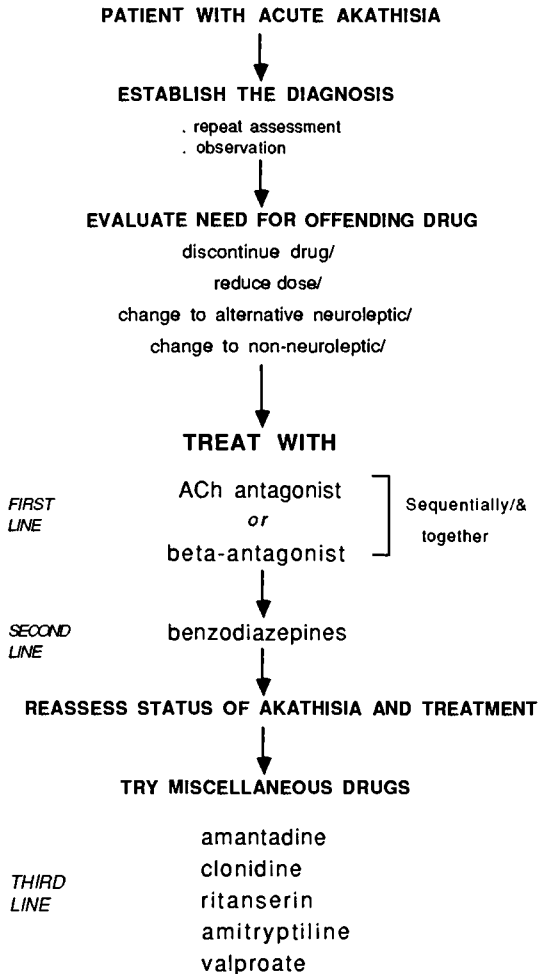 PATIENT WITH ACUTE AKATHISIA
ESTABLISH THE DIAGNOSIS
. repeat assessment
. observation
EVALUATE NEED FOR OFFENDING DRUG
discontinue drug/
reduce dose/
change to alternative neuroleptic/
change to non-neuroleptic/
TREAT WITH
FIRST
LINE
ACh antagonist
or
beta-antagonist
Sequentially/&
together
SECOND
LINE
benzodiazepines
REASSESS STATUS OF AKATHISIA AND TREATMENT
TRY MISCELLANEOUS DRUGS
THIRD
LINE
amantadine
clonidine
ritanserin
amitryptiline
valproate